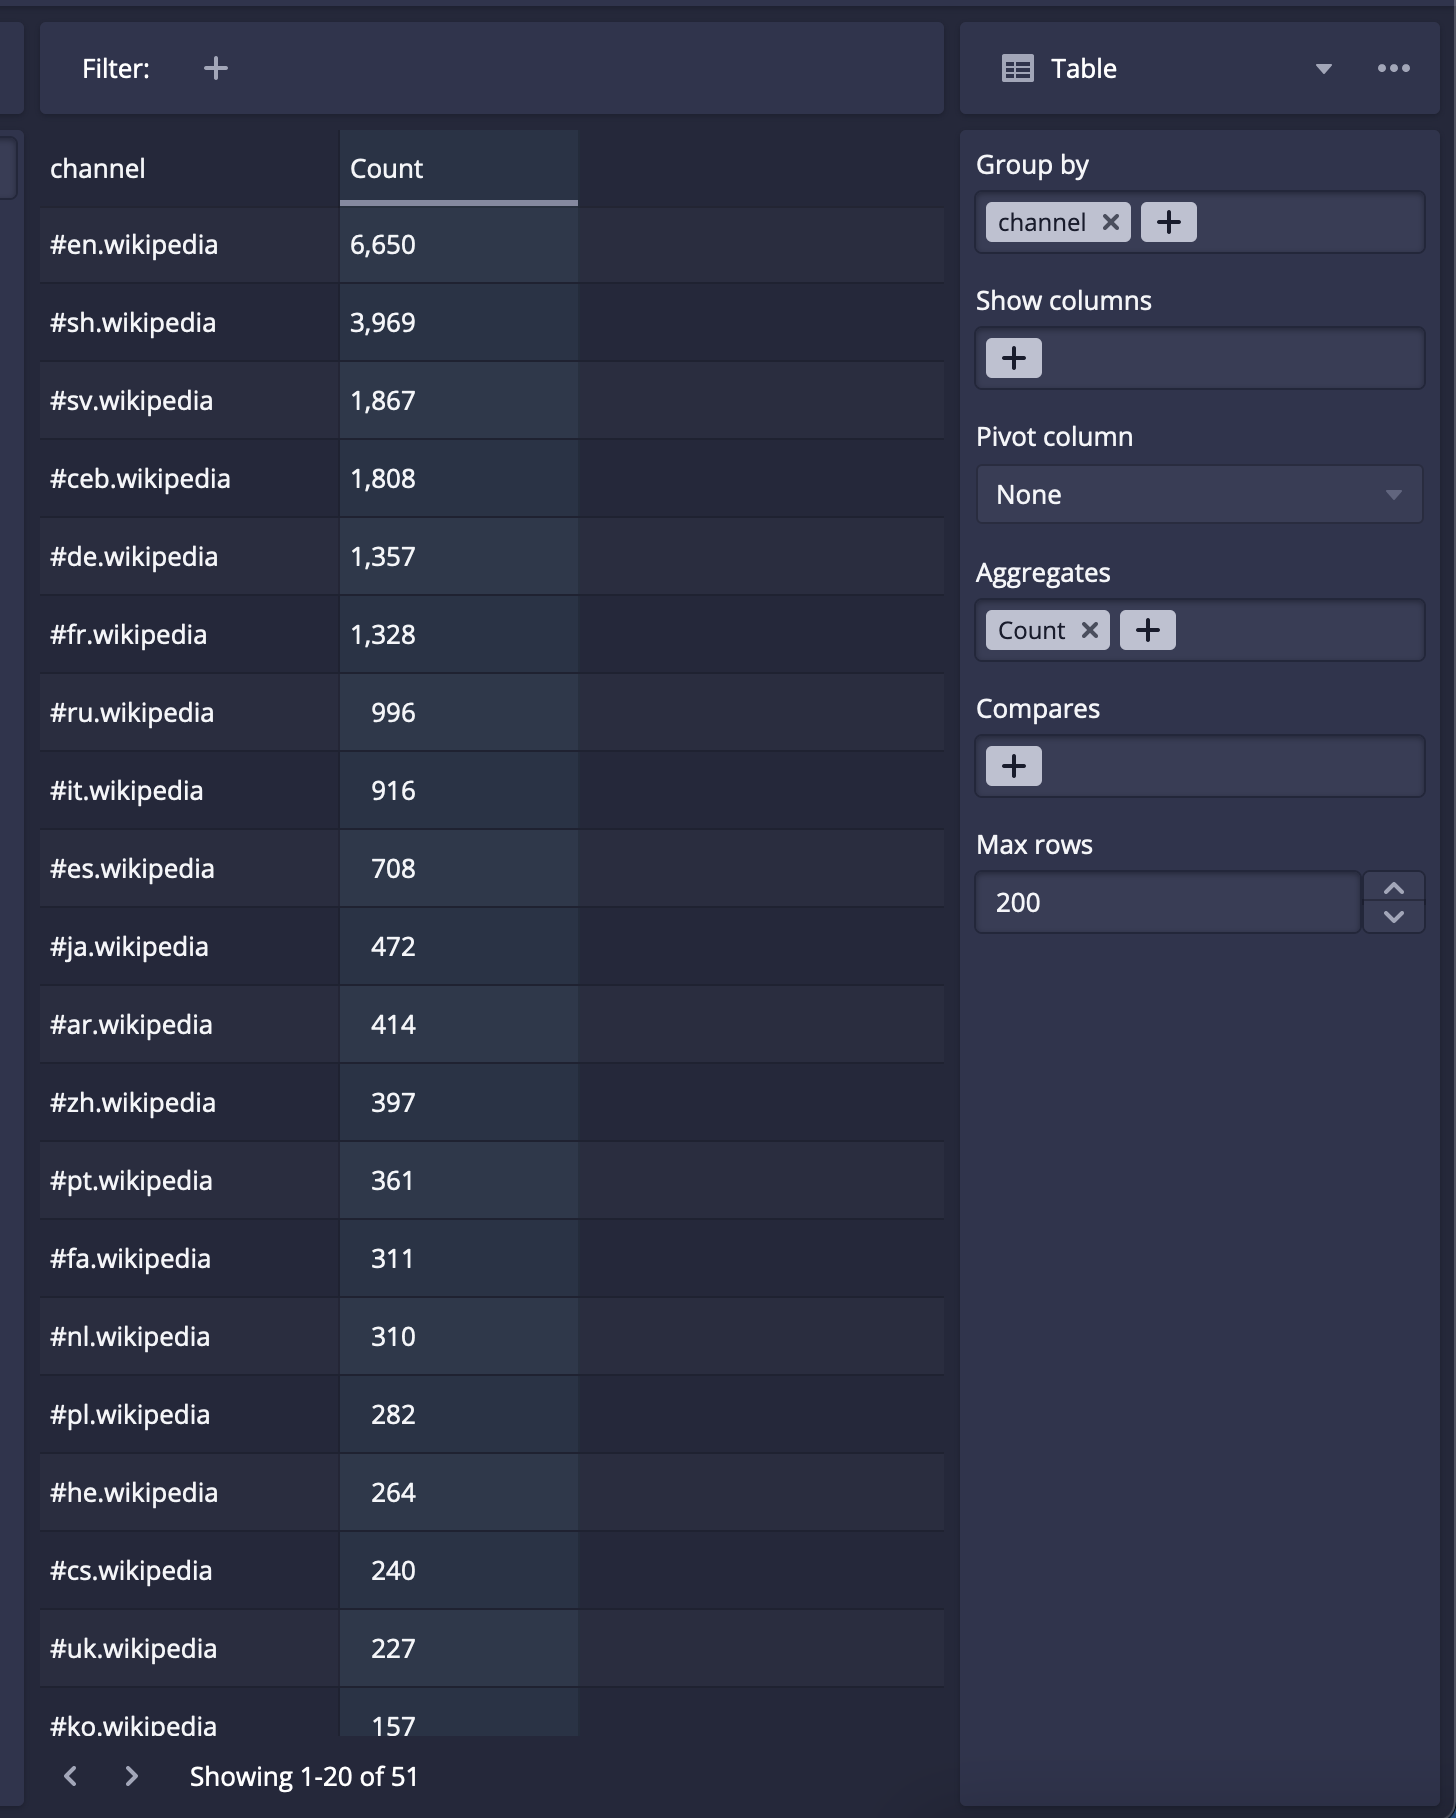 Filter:
Table
channel Count
#en.wikipedia 6,650
#sh.wikipedia 3,969
#sv.wikipedia 1,867
#ceb.wikipedia 1,808
#de.wikipedia 1,357
#fr.wikipedia 1,328
#ru.wikipedia 996
#it.wikipedia 916
#es.wikipedia 708
#ja.wikipedia 472
#ar.wikipedia 414
#zh.wikipedia 397
#pt.wikipedia 361
#fa.wikipedia 311
#nl.wikipedia 310
#pl.wikipedia 282
#he.wikipedia 264
#cs.wikipedia 240
#uk.wikipedia 227
#ko.wikipedia 157
Showing 1-20 of 51
Group by
channel
Show columns
Pivot column
None
Aggregates
Count
Compares
Max rows
200